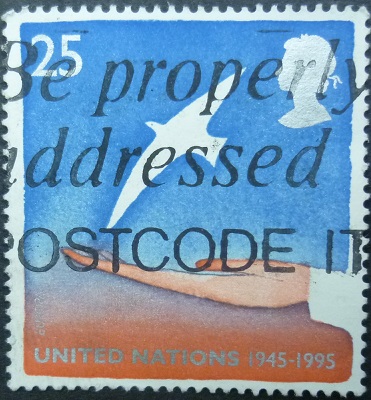 25
Be properly
addressed
POSTCODE IT
UNITED NATIONS 1945-1995